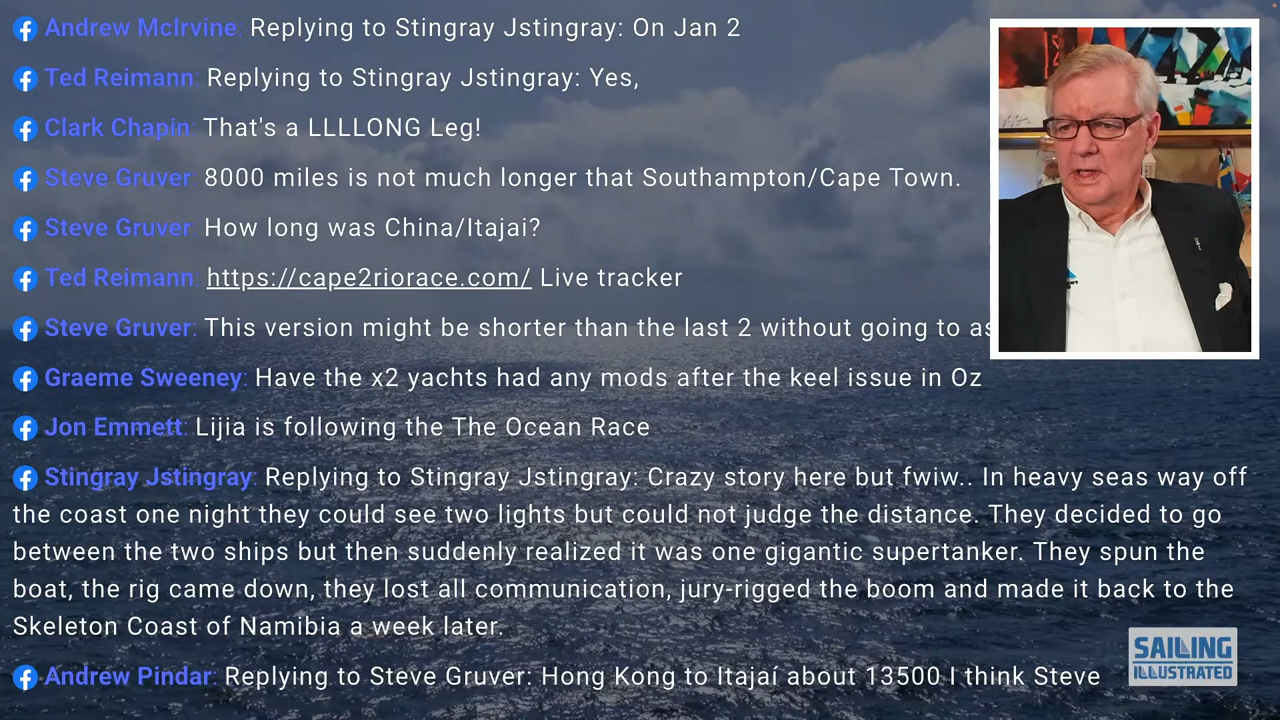 Andrew McIrvine: Replying to Stingray Jstingray: On Jan 2
Ted Reimann: Replying to Stingray Jstingray: Yes,
Clark Chapin: That's a LLLLONG Leg!
Steve Gruver: 8000 miles is not much longer that Southampton/Cape Town.
Steve Gruver: How long was China/Itajai?
Ted Reimann: https://cape2riorace.com/ Live tracker
Steve Gruver: This version might be shorter than the last 2 without going to as
Graeme Sweeney: Have the x2 yachts had any mods after the keel issue in Oz
Jon Emmett: Lijia is following the The Ocean Race
Stingray Jstingray: Replying to Stingray Jstingray: Crazy story here but fwiw.. In heavy seas way off
the coast one night they could see two lights but could not judge the distance. They decided to go
between the two ships but then suddenly realized it was one gigantic supertanker. They spun the
boat, the rig came down, they lost all communication, jury-rigged the boom and made it back to the
Skeleton Coast of Namibia a week later.
Andrew Pindar: Replying to Steve Gruver: Hong Kong to Itajaí about 13500 I think Steve
SAILING
ILLUSTRATED